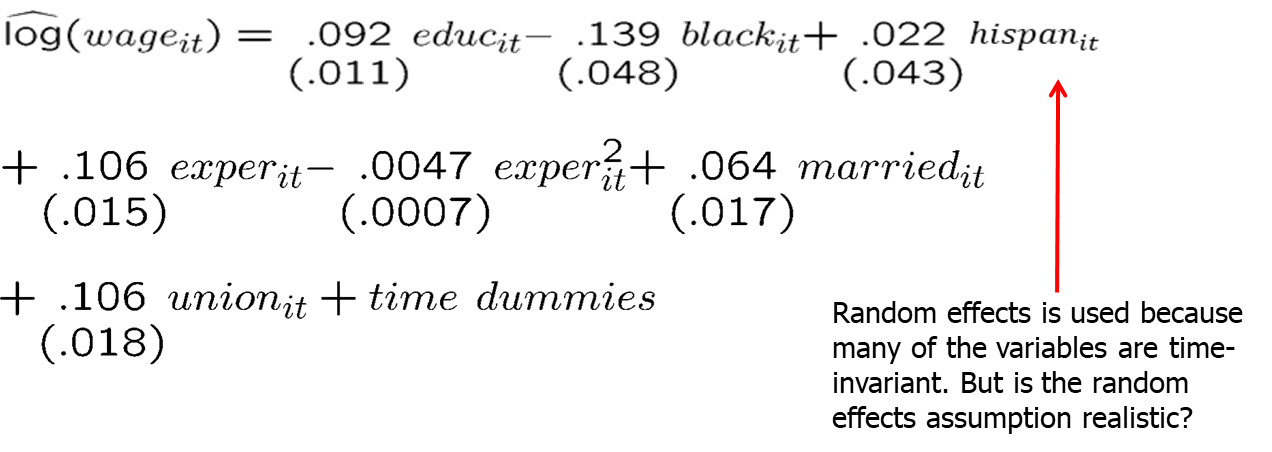 log^(wage_it) = .092 educ_it − .139 black_it + .022 hispan_it
(.011) (.048) (.043)
+ .106 exper_it − .0047 exper²_it + .064 married_it
(.015) (.0007) (.017)
+ .106 union_it + time dummies
(.018)
Random effects is used because
many of the variables are time-
invariant. But is the random
effects assumption realistic?